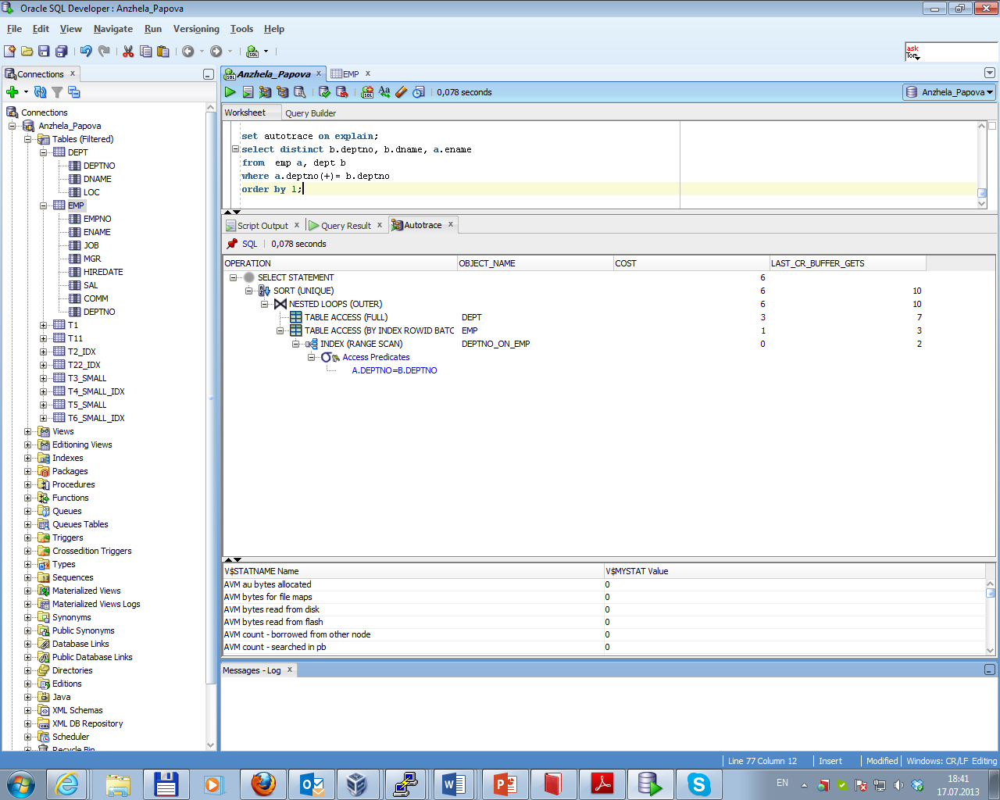 Oracle SQL Developer : Anzhela_Papova
File Edit View Navigate Run Versioning Tools Help
ask
Tom
Connections x
Anzhela_Papova x
EMP x
0,078 seconds
Anzhela_Papova
Worksheet Query Builder
set autotrace on explain;
select distinct b.deptno, b.dname, a.ename
from  emp a, dept b
where a.deptno(+)= b.deptno
order by 1;
Connections
Anzhela_Papova
Tables (Filtered)
DEPT
DEPTNO
DNAME
LOC
EMP
EMPNO
ENAME
JOB
MGR
HIREDATE
SAL
COMM
DEPTNO
T1
T11
T2_IDX
T22_IDX
T3_SMALL
T4_SMALL_IDX
T5_SMALL
T6_SMALL_IDX
Views
Editioning Views
Indexes
Packages
Procedures
Functions
Queues
Queues Tables
Triggers
Crossedition Triggers
Types
Sequences
Materialized Views
Materialized Views Logs
Synonyms
Public Synonyms
Database Links
Public Database Links
Directories
Editions
Java
XML Schemas
XML DB Repository
Scheduler
Recycle Bin
Script Output x Query Result x Autotrace x
SQL 0,078 seconds
OPERATION OBJECT_NAME COST LAST_CR_BUFFER_GETS
SELECT STATEMENT 6
SORT (UNIQUE) 6 10
NESTED LOOPS (OUTER) 6 10
TABLE ACCESS (FULL) DEPT 3 7
TABLE ACCESS (BY INDEX ROWID BATC EMP 1 3
INDEX (RANGE SCAN) DEPTNO_ON_EMP 0 2
Access Predicates
A.DEPTNO=B.DEPTNO
V$STATNAME Name V$MYSTAT Value
AVM au bytes allocated 0
AVM bytes for file maps 0
AVM bytes read from disk 0
AVM bytes read from flash 0
AVM count - borrowed from other node 0
AVM count - searched in pb 0
Messages - Log x
Line 77 Column 12 Insert Modified Windows: CR/LF Editing
EN
18:41
17.07.2013